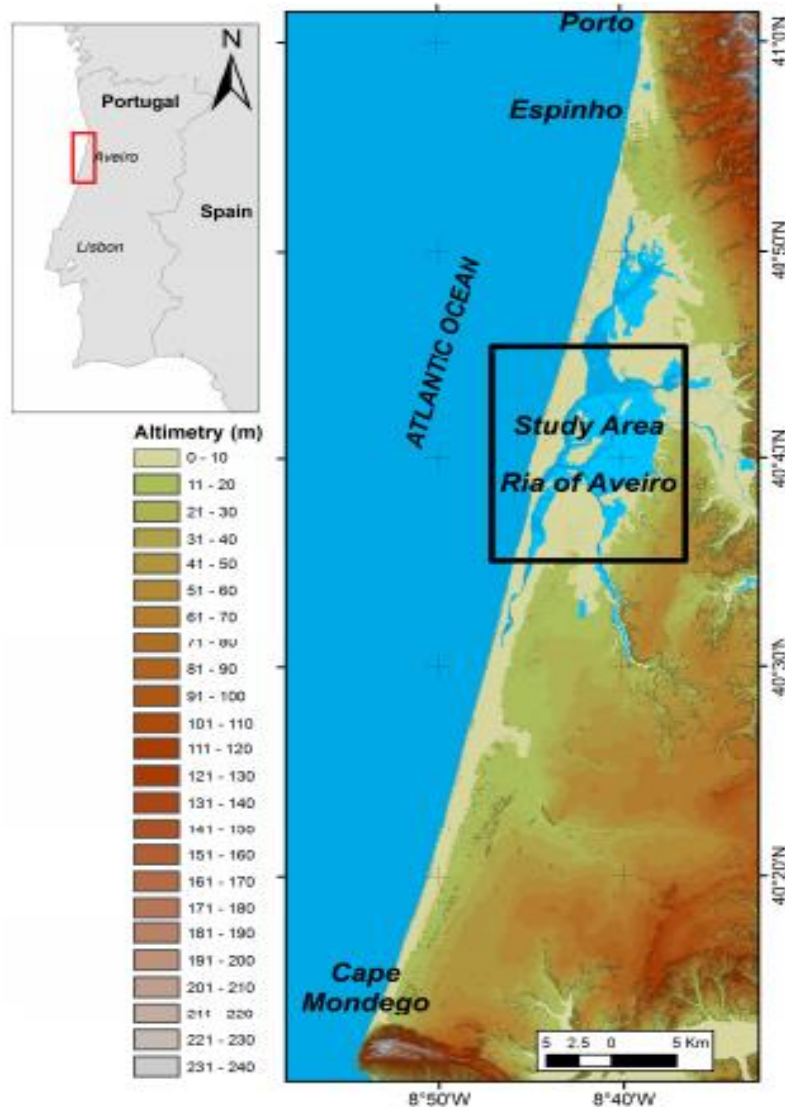 N
Portugal
Aveiro
Spain
Lisbon
Altimetry (m)
0 - 10
11 - 20
21 - 30
31 - 40
41 - 50
51 - 60
61 - 70
71 - 80
81 - 90
91 - 100
101 - 110
111 - 120
121 - 130
131 - 140
141 - 150
151 - 160
161 - 170
171 - 180
181 - 190
191 - 200
201 - 210
211 - 220
221 - 230
231 - 240
Porto
Espinho
ATLANTIC OCEAN
Study Area
Ria of Aveiro
Cape
Mondego
5 2.5 0 5 Km
41°0'N
40°50'N
40°40'N
40°30'N
40°20'N
8°50'W 8°40'W